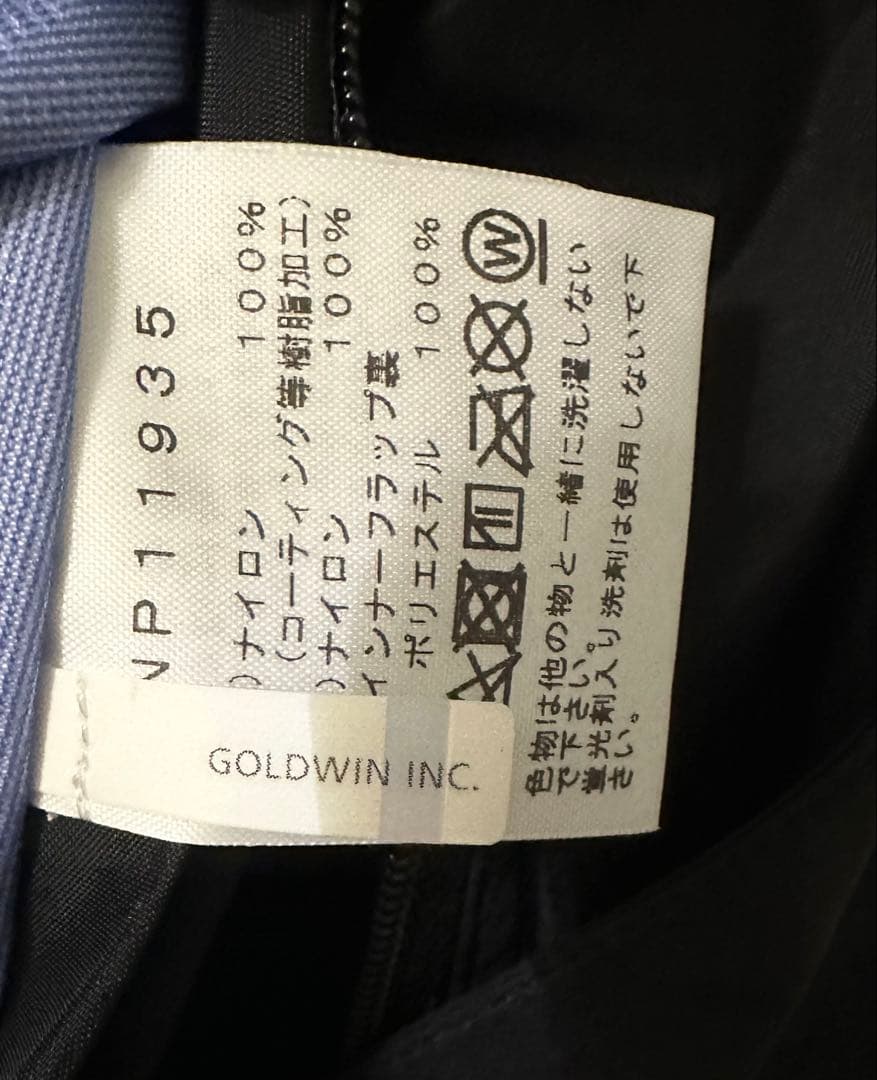 NP11935
)ナイロン 100%
(コーティング等樹脂加工)
)ナイロン 100%
インナーフラップ裏
ポリエステル 100%
W
色物は他の物と一緒に洗濯しない
で下さい。
蛍光剤入り洗剤は使用しないで下
さい。
GOLDWIN INC.